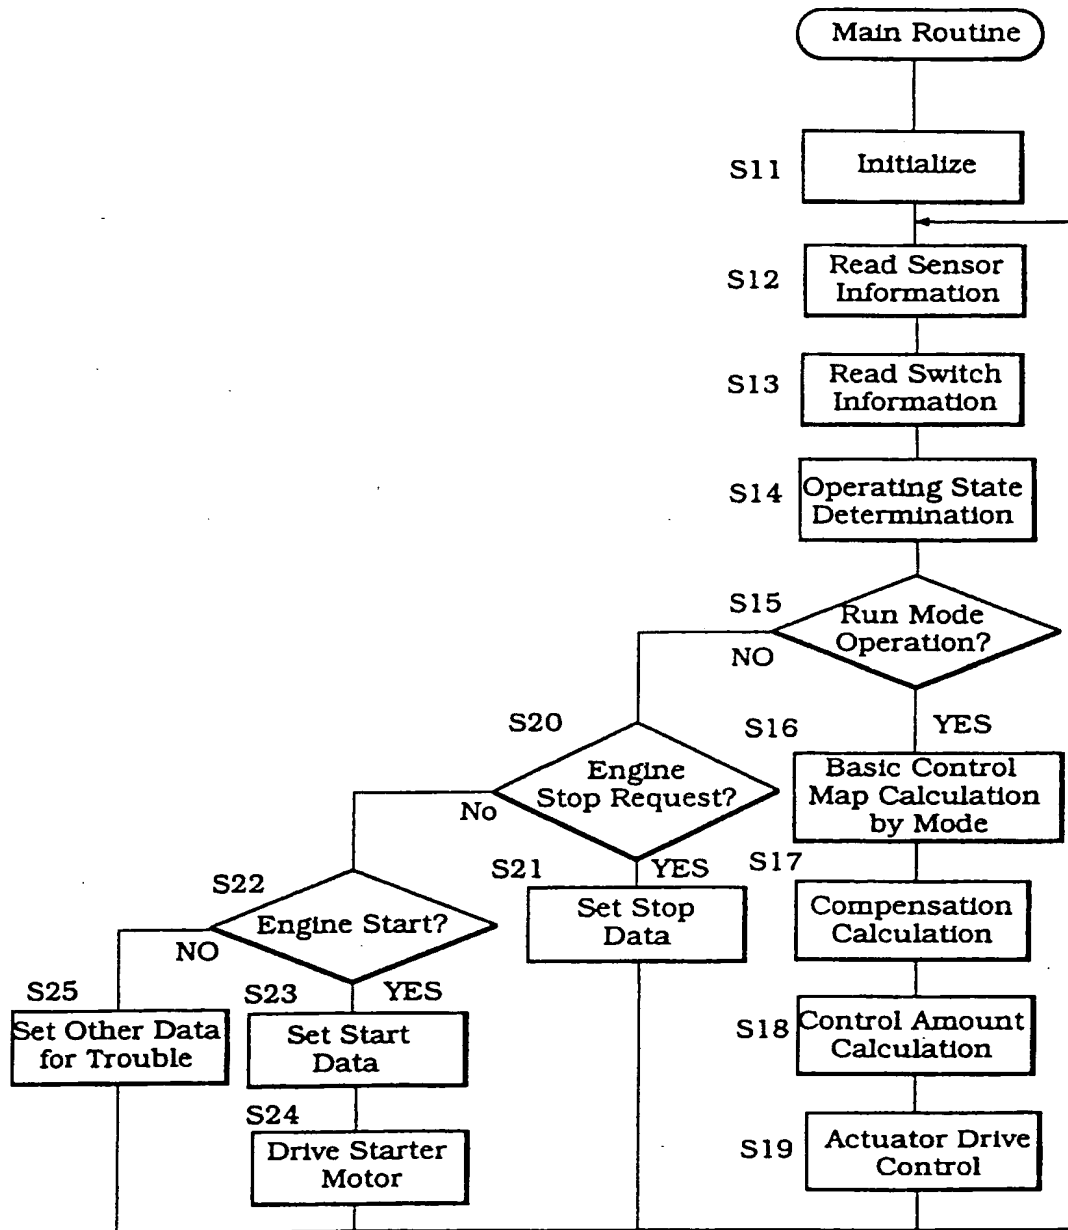 Main Routine
S11
Initialize
S12
Read Sensor
Information
S13
Read Switch
Information
S14
Operating State
Determination
S15
Run Mode
Operation?
NO
YES
S20
Engine
Stop Request?
No
YES
S16
Basic Control
Map Calculation
by Mode
S17
Compensation
Calculation
S21
Set Stop
Data
S22
Engine Start?
NO
YES
S18
Control Amount
Calculation
S25
Set Other Data
for Trouble
S23
Set Start
Data
S24
Drive Starter
Motor
S19
Actuator Drive
Control